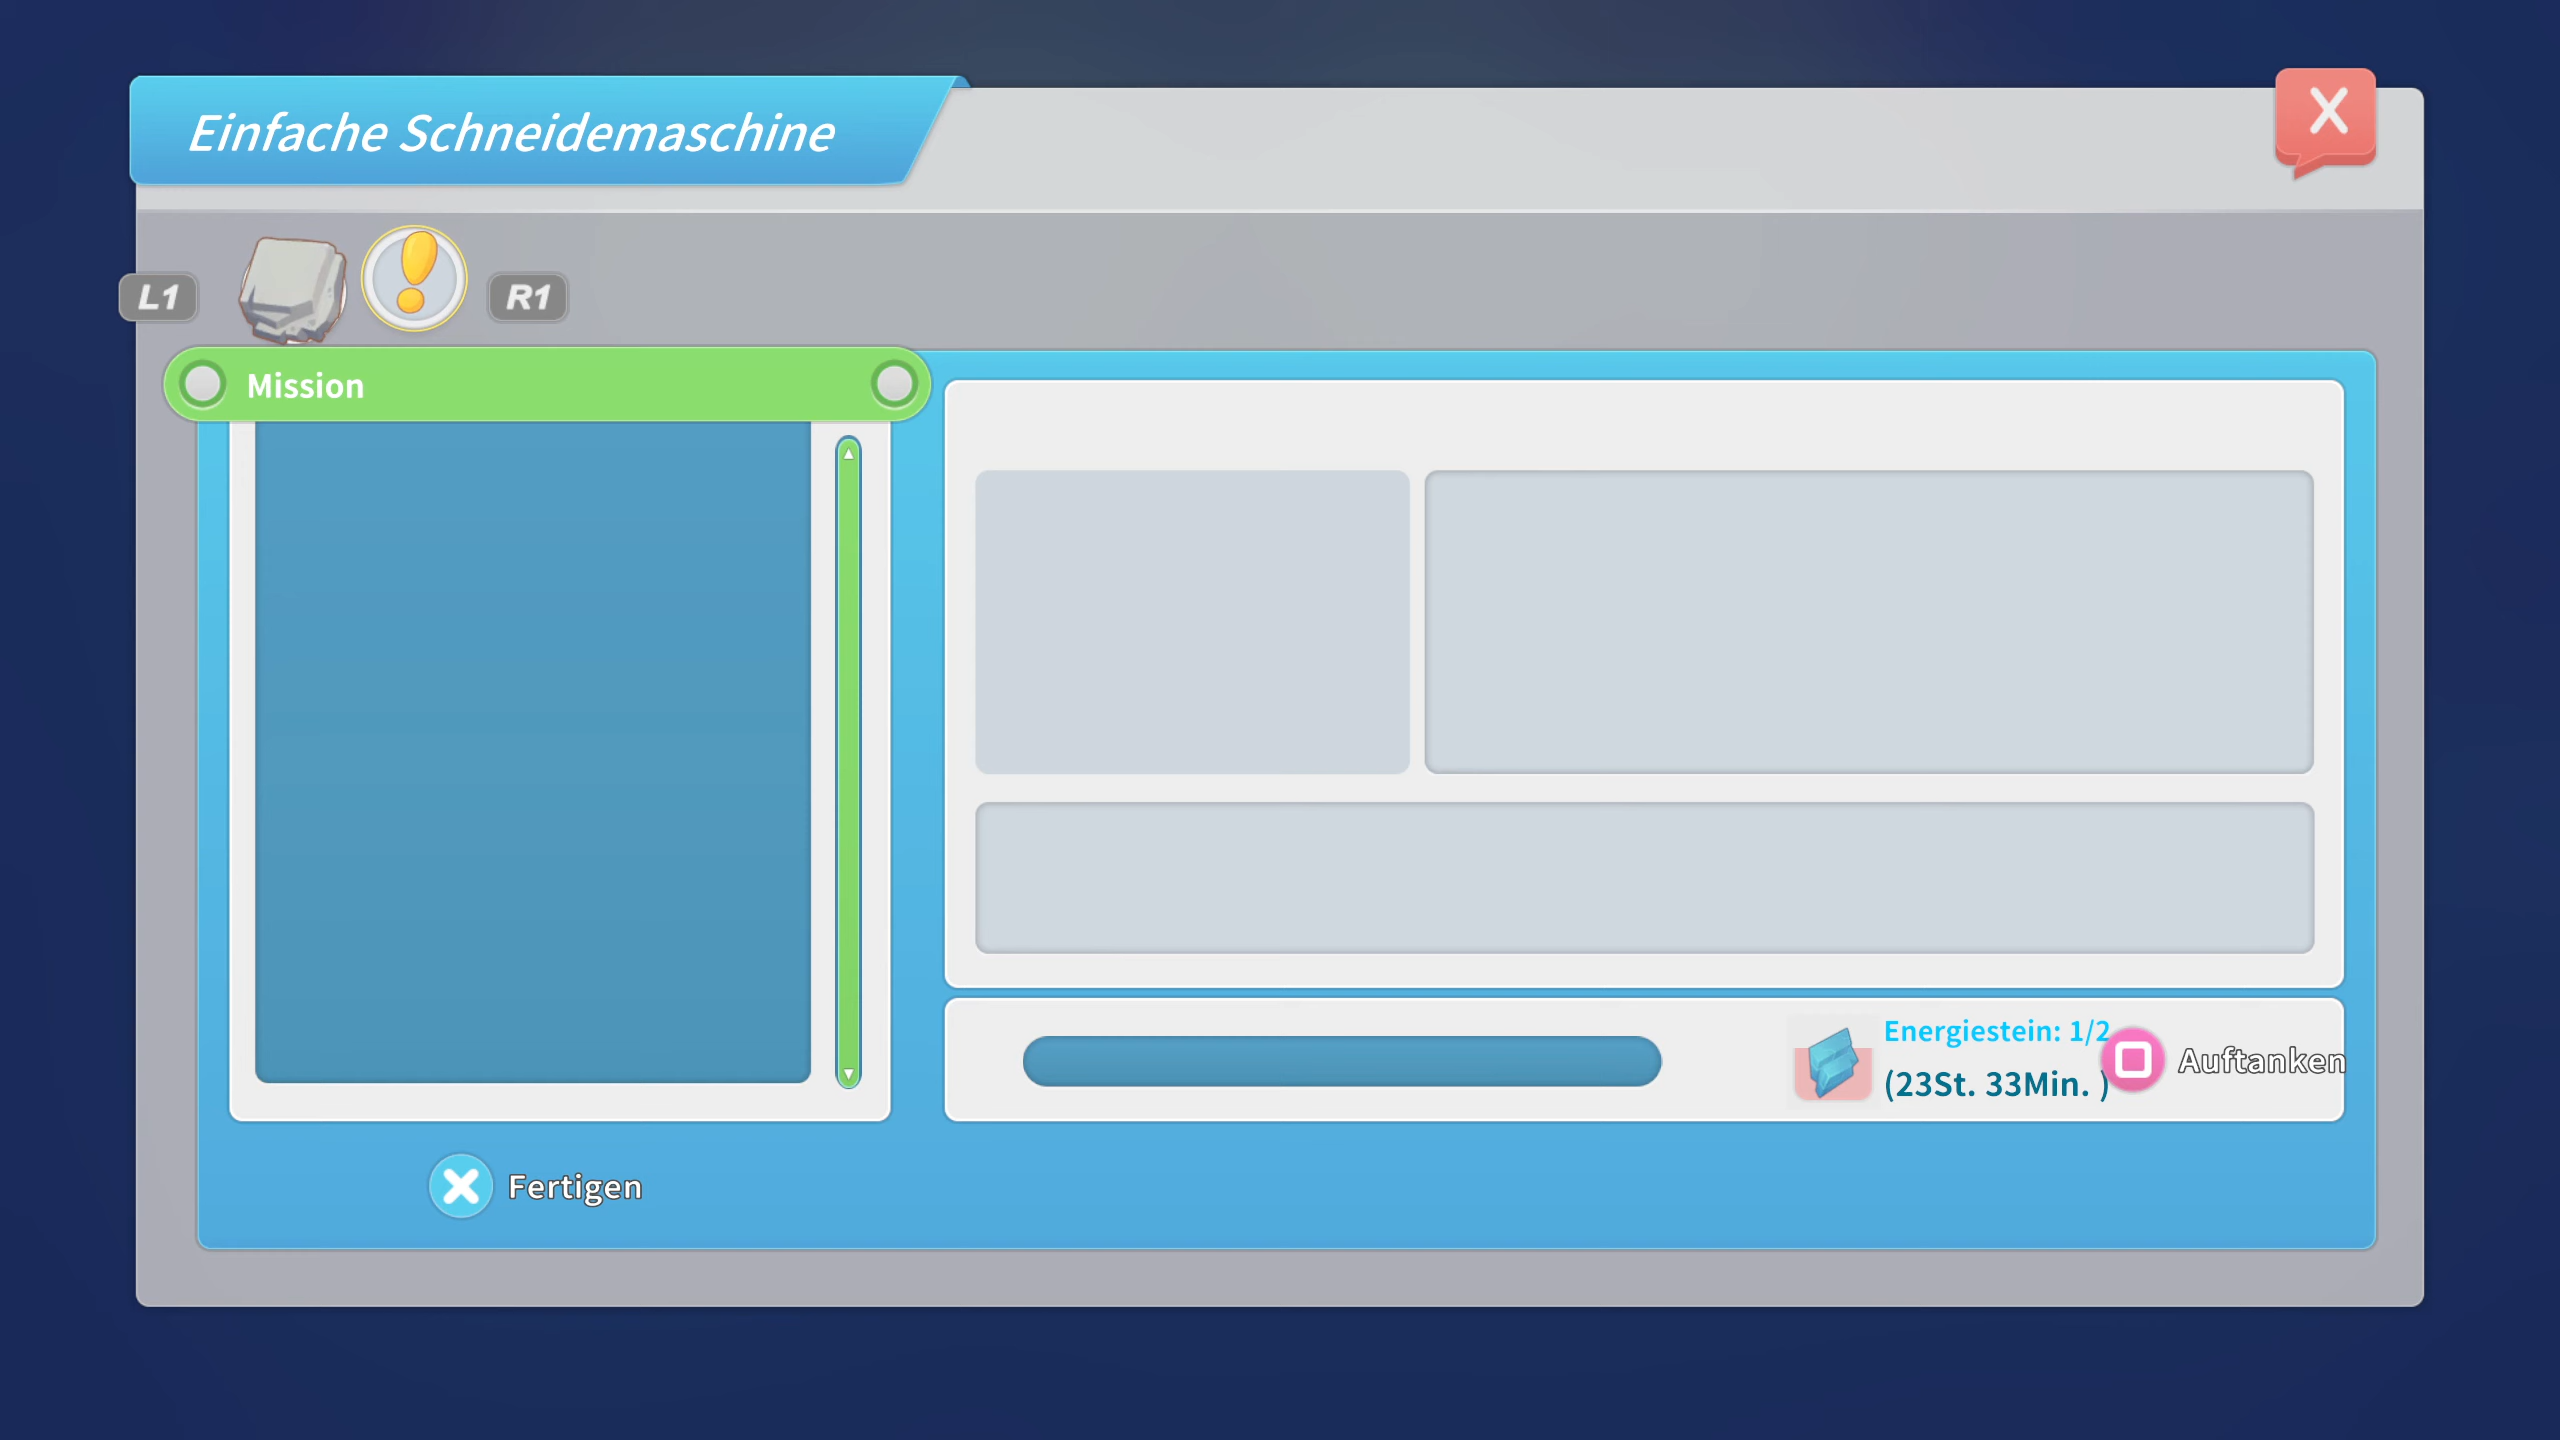 Einfache Schneidemaschine
X
L1
R1
Mission
Energiestein: 1/2
(23St. 33Min. )
Auftanken
Fertigen